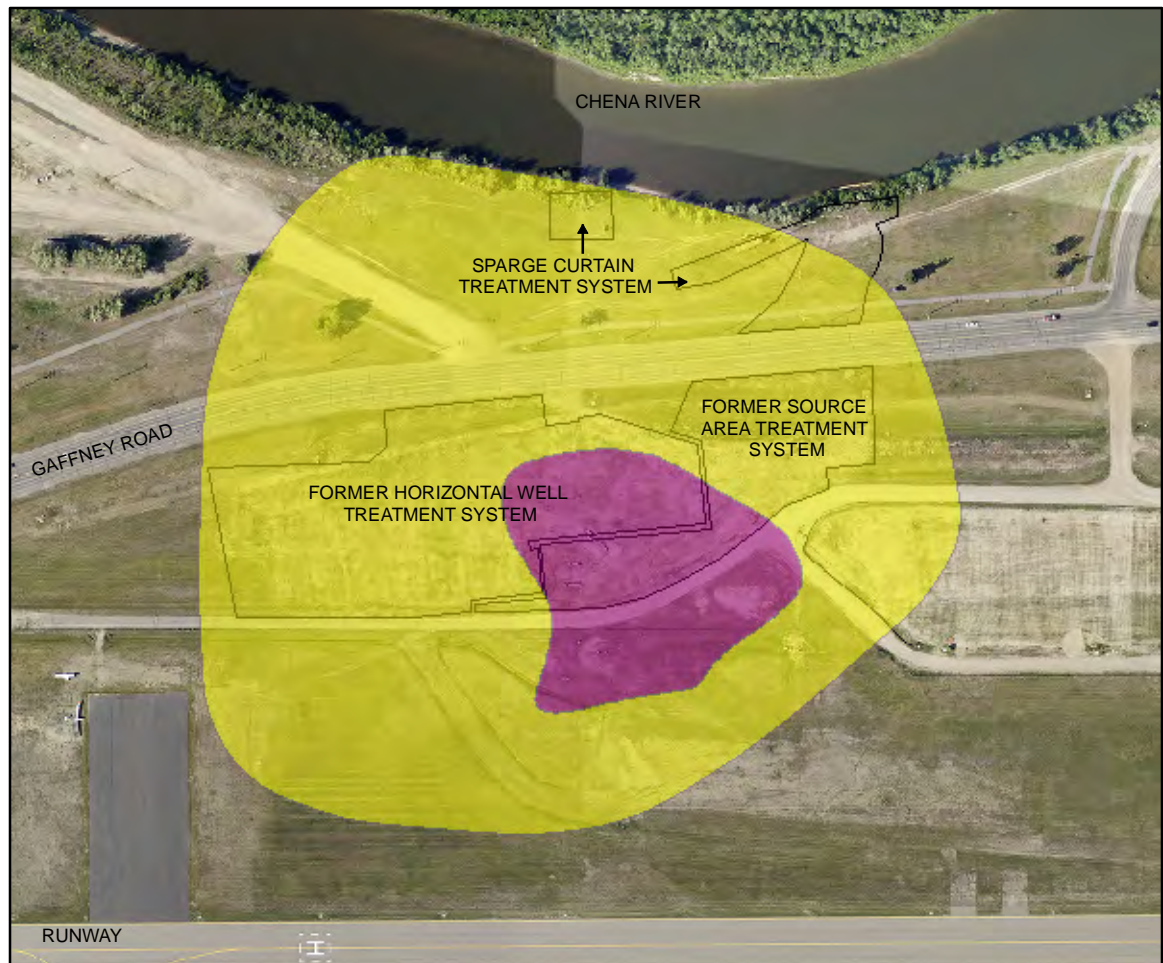 CHENA RIVER
SPARGE CURTAIN
TREATMENT SYSTEM
FORMER SOURCE
AREA TREATMENT
SYSTEM
GAFFNEY ROAD
FORMER HORIZONTAL WELL
TREATMENT SYSTEM
RUNWAY
H